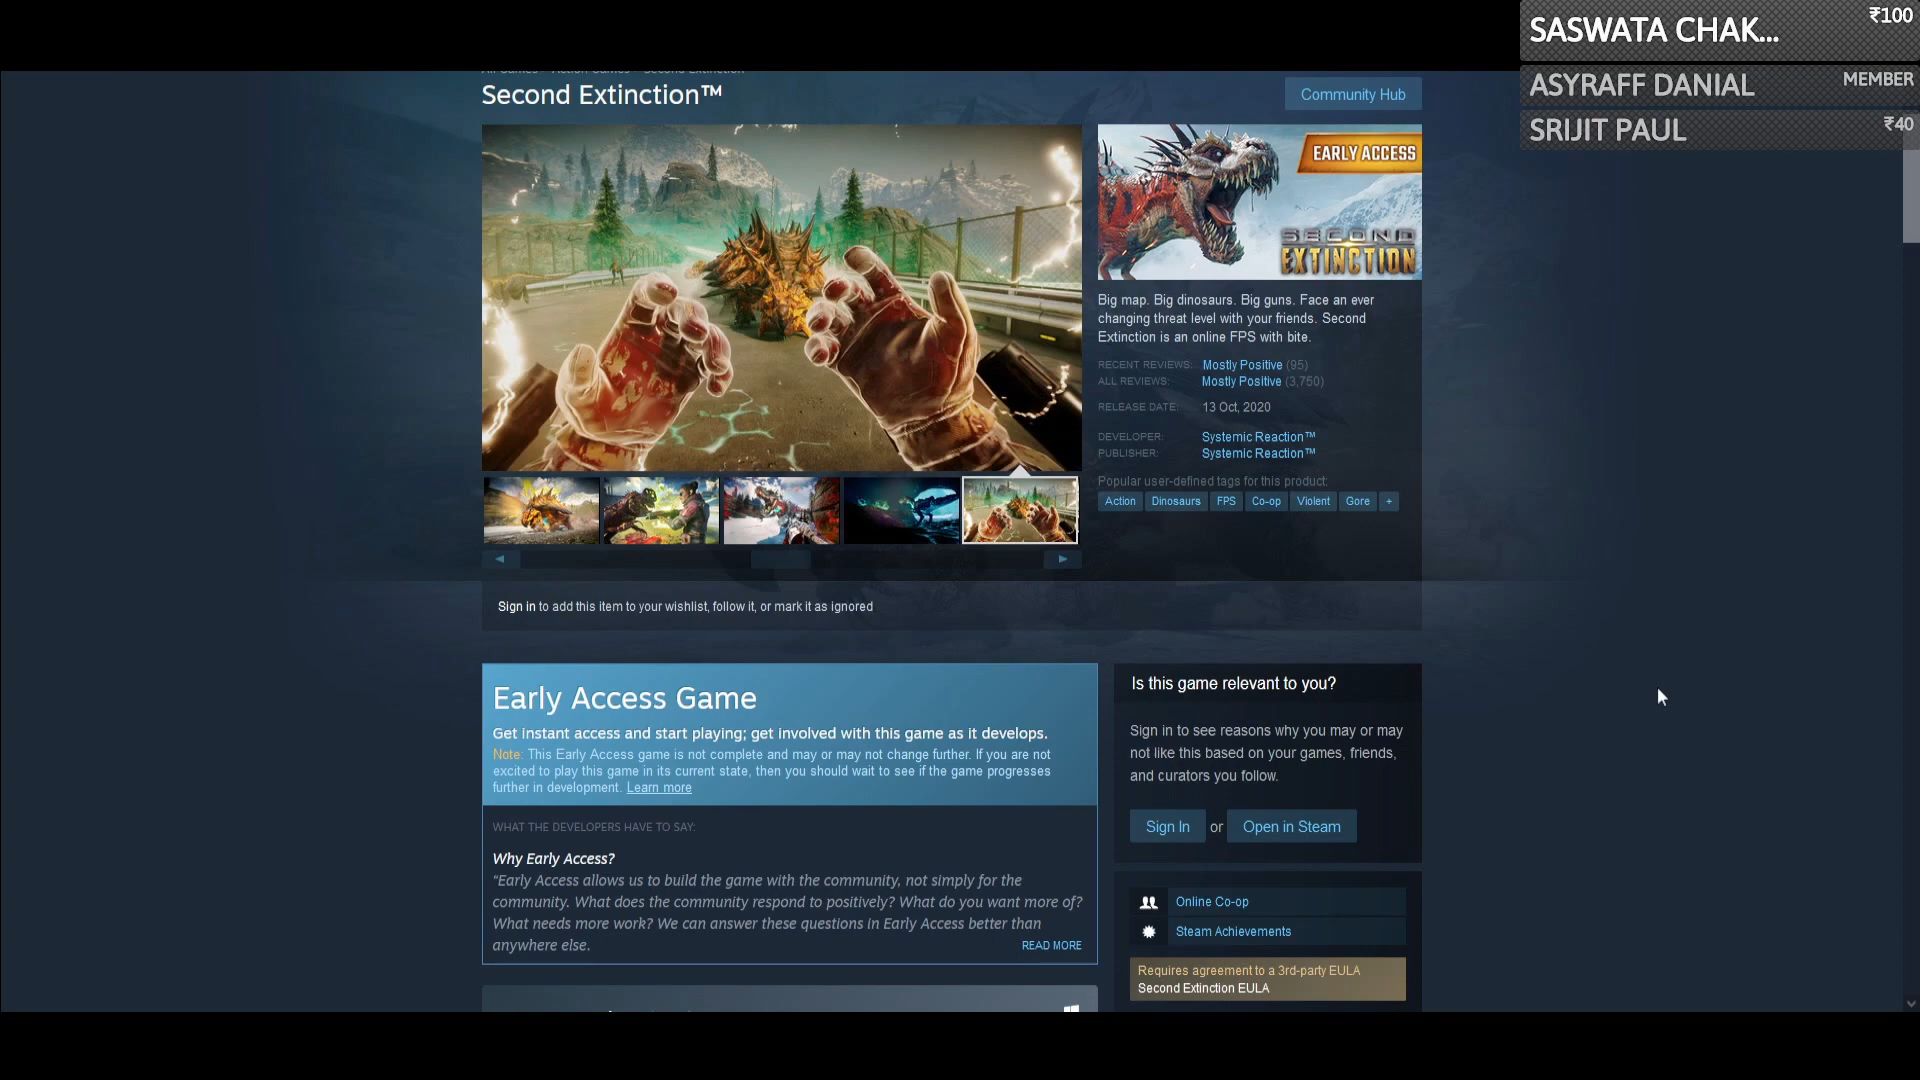 SASWATA CHAK...
₹100
ASYRAFF DANIAL
MEMBER
SRIJIT PAUL
₹40
All Games > Action Games > Second Extinction
Second Extinction™
Community Hub
EARLY ACCESS
SECOND
EXTINCTION
Big map. Big dinosaurs. Big guns. Face an ever
changing threat level with your friends. Second
Extinction is an online FPS with bite.
RECENT REVIEWS: Mostly Positive (95)
ALL REVIEWS: Mostly Positive (3,750)
RELEASE DATE: 13 Oct, 2020
DEVELOPER: Systemic Reaction™
PUBLISHER: Systemic Reaction™
Popular user-defined tags for this product:
Action Dinosaurs FPS Co-op Violent Gore +
Sign in to add this item to your wishlist, follow it, or mark it as ignored
Early Access Game
Get instant access and start playing; get involved with this game as it develops.
Note: This Early Access game is not complete and may or may not change further. If you are not
excited to play this game in its current state, then you should wait to see if the game progresses
further in development. Learn more
WHAT THE DEVELOPERS HAVE TO SAY:
Why Early Access?
“Early Access allows us to build the game with the community, not simply for the
community. What does the community respond to positively? What do you want more of?
What needs more work? We can answer these questions in Early Access better than
anywhere else.
READ MORE
Is this game relevant to you?
Sign in to see reasons why you may or may
not like this based on your games, friends,
and curators you follow.
Sign In or Open in Steam
Online Co-op
Steam Achievements
Requires agreement to a 3rd-party EULA
Second Extinction EULA